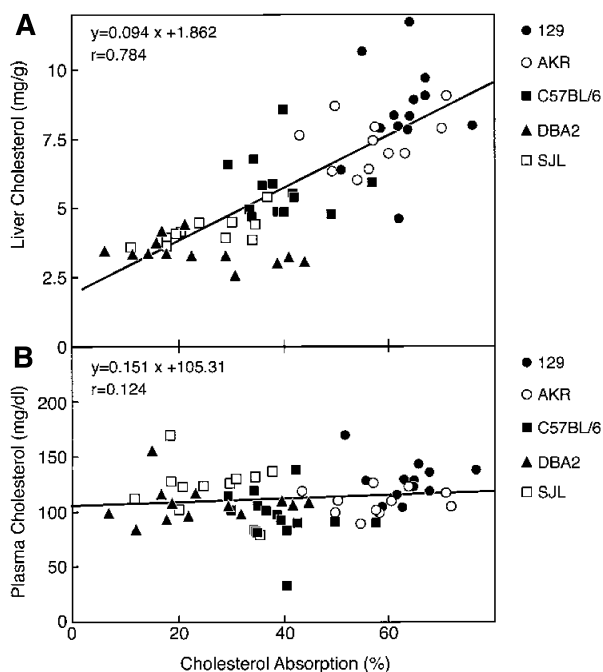 A
y=0.094 x +1.862
r=0.784
Liver Cholesterol (mg/g)
10
7.5
5
2.5
0
129
AKR
C57BL/6
DBA2
SJL
B
y=0.151 x +105.31
r=0.124
Plasma Cholesterol (mg/dl)
200
150
100
50
0
129
AKR
C57BL/6
DBA2
SJL
0 20 40 60
Cholesterol Absorption (%)